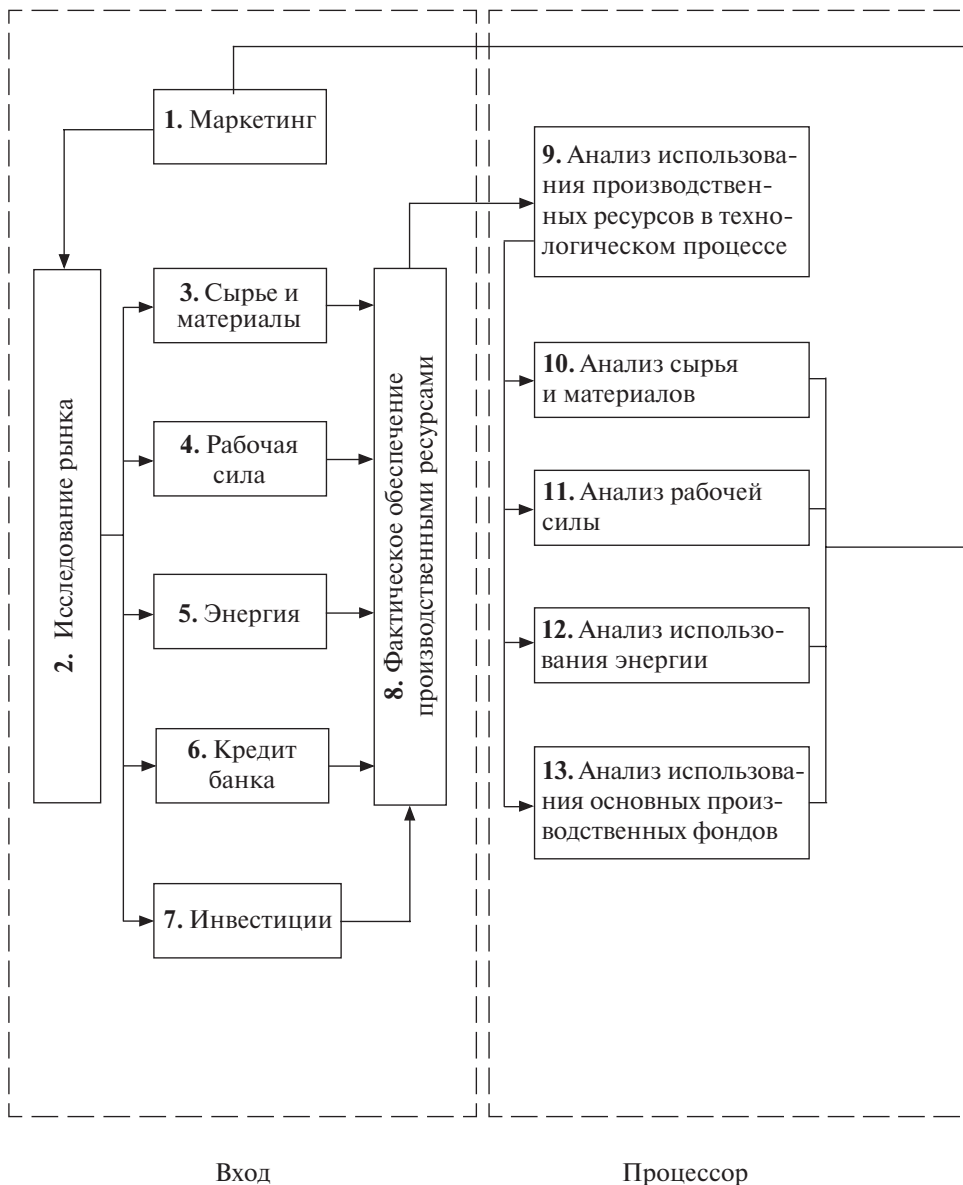 1. Маркетинг
2. Исследование рынка
3. Сырье и
материалы
4. Рабочая
сила
5. Энергия
6. Кредит
банка
7. Инвестиции
8. Фактическое обеспечение
производственными ресурсами
9. Анализ использова-
ния производствен-
ных ресурсов в техно-
логическом процессе
10. Анализ сырья
и материалов
11. Анализ рабочей
силы
12. Анализ использо-
вания энергии
13. Анализ использова-
ния основных произ-
водственных фондов
Вход
Процессор